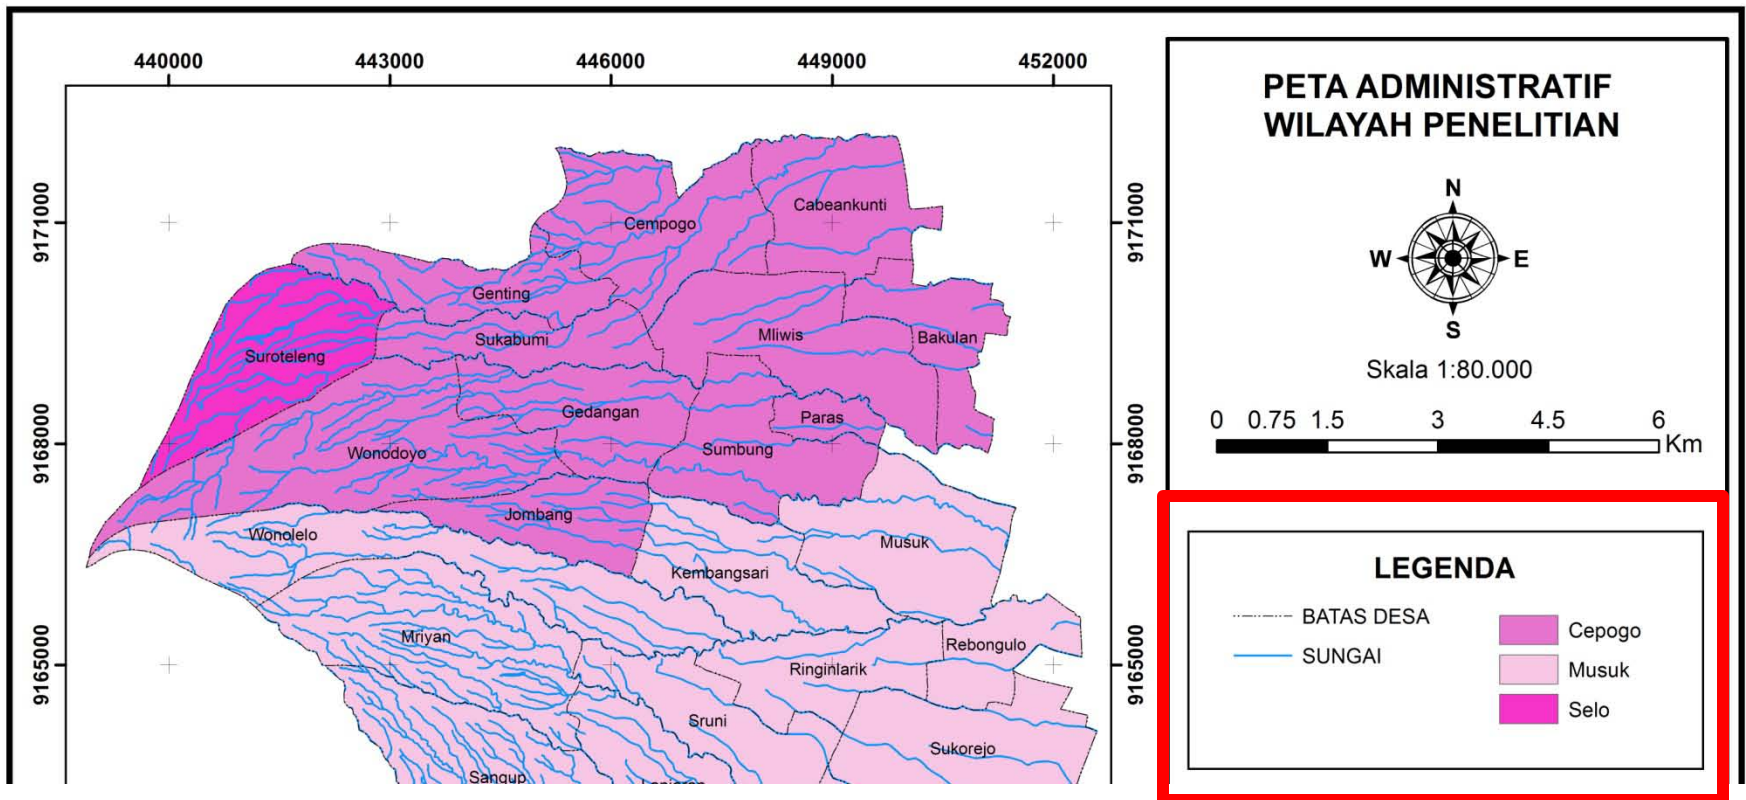 440000 443000 446000 449000 452000
PETA ADMINISTRATIF
WILAYAH PENELITIAN
N
W E
S
Skala 1:80.000
0 0.75 1.5 3 4.5 6
Km
9171000
9168000
9165000
9171000
9168000
9165000
Cabeankunti
Cempogo
Genting
Sukabumi
Mliwis
Bakulan
Suroteleng
Gedangan
Paras
Wonodoyo
Sumbung
Jombang
Wonolelo
Musuk
Kembangsari
Mriyan
Rebongulo
Ringinlarik
Sruni
Sukorejo
Sangup
LEGENDA
BATAS DESA
SUNGAI
Cepogo
Musuk
Selo